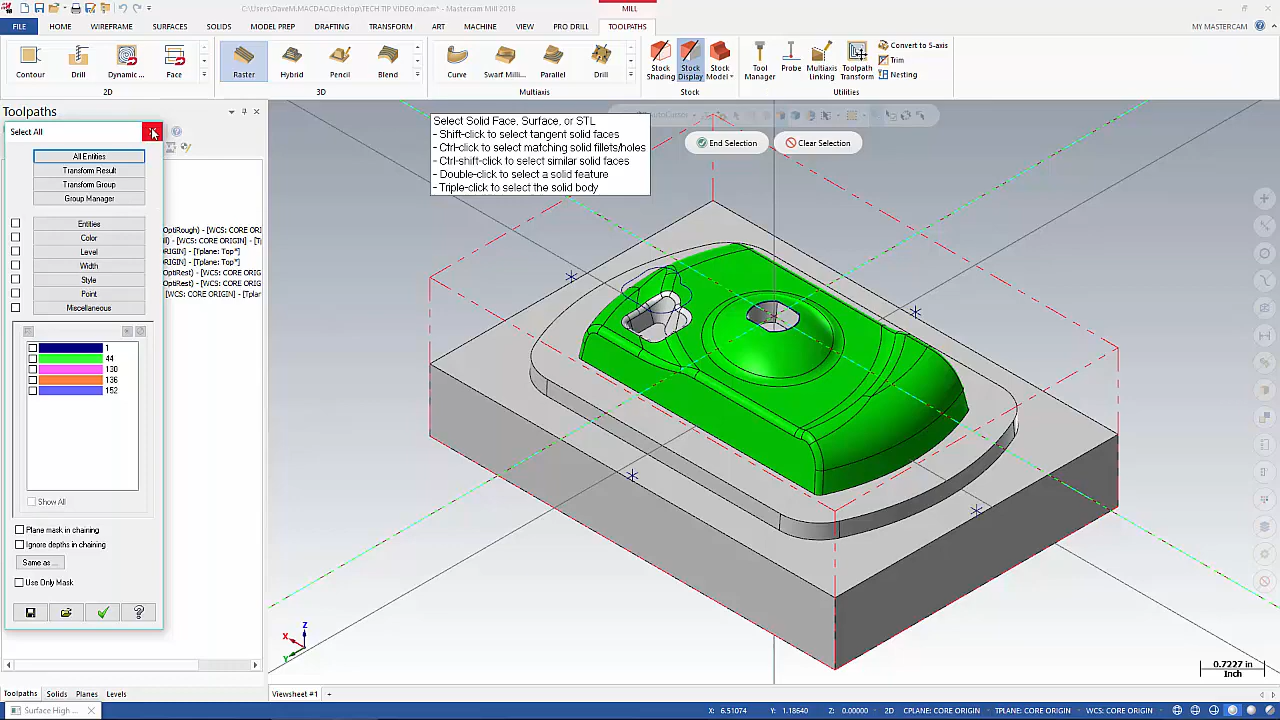 C:\Users\DaveM.MACDAC\Desktop\TECH TIP VIDEO.mcam* - Mastercam Mill 2018
MILL
FILE HOME WIREFRAME SURFACES SOLIDS MODEL PREP DRAFTING TRANSFORM ART MACHINE VIEW PRO DRILL TOOLPATHS MY MASTERCAM
Contour Drill Dynamic ... Face
2D
Raster Hybrid Pencil Blend
3D
Curve Swarf Milli... Parallel Drill
Multiaxis
Stock Shading
Stock Display
Stock Model
Stock
Tool Manager
Probe
Multiaxis Linking
Toolpath Transform
Convert to 5-axis
Trim
Nesting
Utilities
Toolpaths
Select All
All Entities
Transform Result
Transform Group
Group Manager
Entities
Color
Level
Width
Style
Point
Miscellaneous
1
44
130
136
152
Show All
Plane mask in chaining
Ignore depths in chaining
Same as ...
Use Only Mask
OptiRough) - [WCS: CORE ORI
il) - [WCS: CORE ORIGIN] - [Tp
RIGIN] - [Tplane: Top*]
RIGIN] - [Tplane: Top*]
OptiRest) - [WCS: CORE ORIG
OptiRest) - [WCS: CORE ORIG
[WCS: CORE ORIGIN] - [Tplan
AutoCursor
Select Solid Face, Surface, or STL
- Shift-click to select tangent solid faces
- Ctrl-click to select matching solid fillets/holes
- Ctrl-shift-click to select similar solid faces
- Double-click to select a solid feature
- Triple-click to select the solid body
End Selection
Clear Selection
Z
X
Y
0.7227 in
Inch
Toolpaths Solids Planes Levels
Viewsheet #1 +
Surface High ...
X: 6.51074 Y: 1.18640 Z: 0.00000 2D CPLANE: CORE ORIGIN TPLANE: CORE ORIGIN WCS: CORE ORIGIN